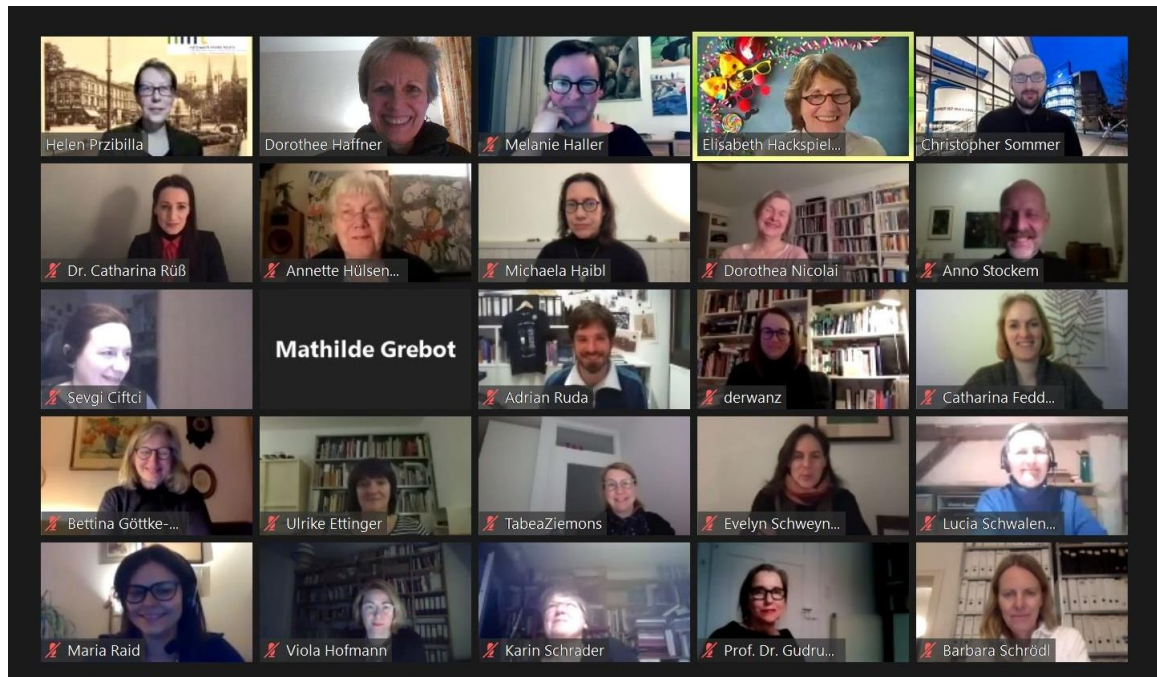 Helen Przibilla
Dorothee Haffner
Melanie Haller
Elisabeth Hackspiel...
Christopher Sommer
Dr. Catharina Rüß
Annette Hülsen...
Michaela Haibl
Dorothea Nicolai
Anno Stockem
Sevgi Ciftci
Mathilde Grebot
Adrian Ruda
derwanz
Catharina Fedd...
Bettina Göttke-...
Ulrike Ettinger
TabeaZiemons
Evelyn Schweyn...
Lucia Schwalen...
Maria Raid
Viola Hofmann
Karin Schrader
Prof. Dr. Gudru...
Barbara Schrödl